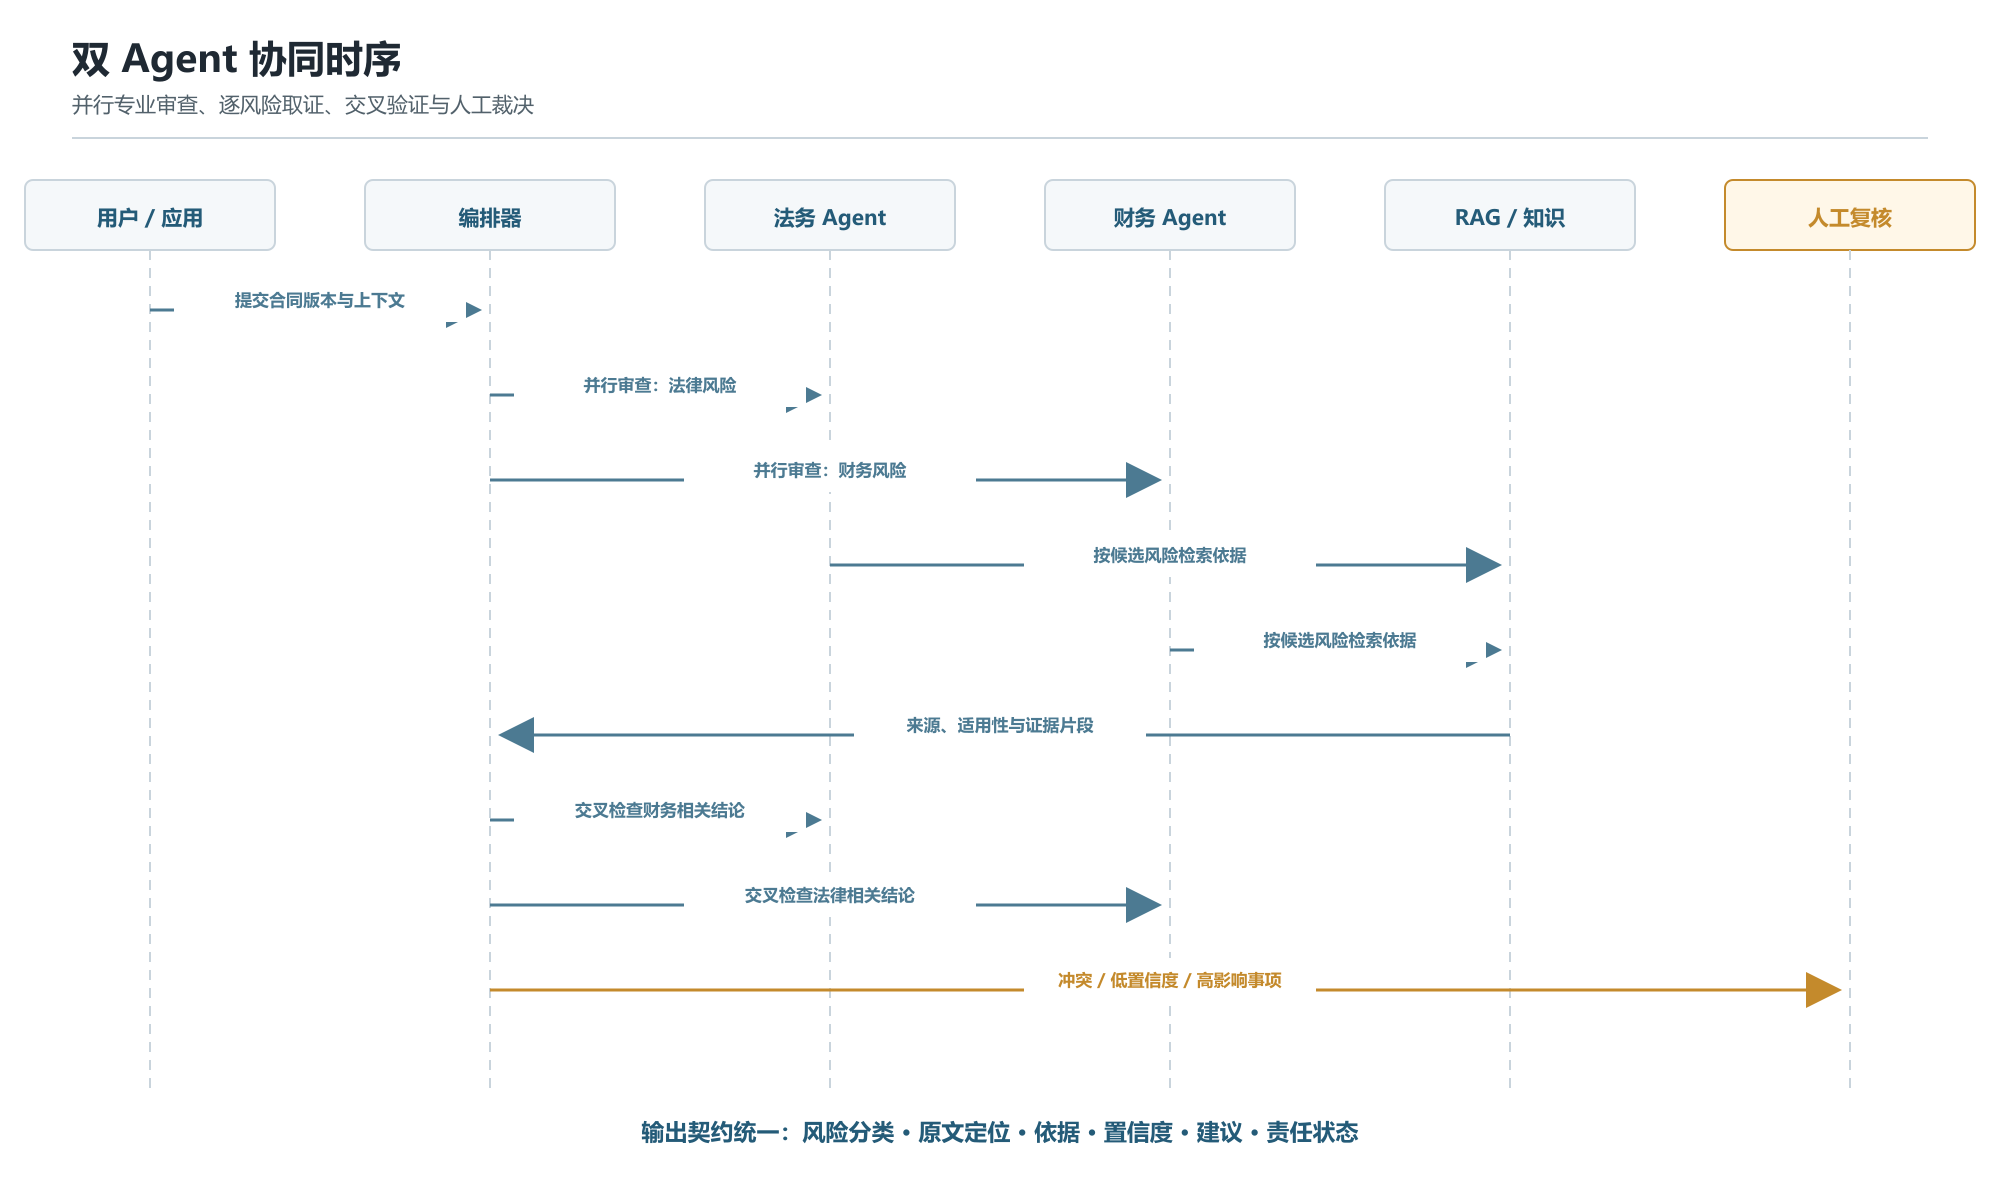 双 Agent 协同时序
并行专业审查、逐风险取证、交叉验证与人工裁决
用户 / 应用
编排器
法务 Agent
财务 Agent
RAG / 知识
人工复核
提交合同版本与上下文
并行审查：法律风险
并行审查：财务风险
按候选风险检索依据
按候选风险检索依据
来源、适用性与证据片段
交叉检查财务相关结论
交叉检查法律相关结论
冲突 / 低置信度 / 高影响事项
输出契约统一：风险分类·原文定位·依据·置信度·建议·责任状态